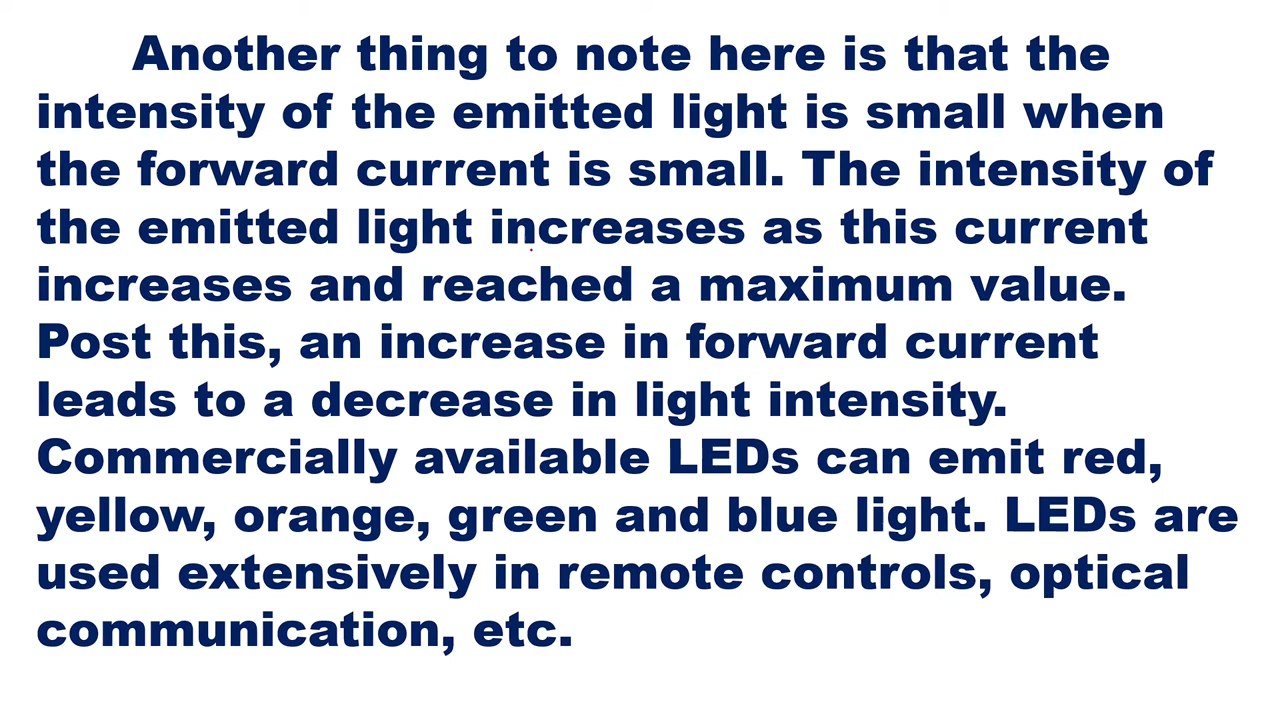 Another thing to note here is that the
intensity of the emitted light is small when
the forward current is small. The intensity of
the emitted light increases as this current
increases and reached a maximum value.
Post this, an increase in forward current
leads to a decrease in light intensity.
Commercially available LEDs can emit red,
yellow, orange, green and blue light. LEDs are
used extensively in remote controls, optical
communication, etc.